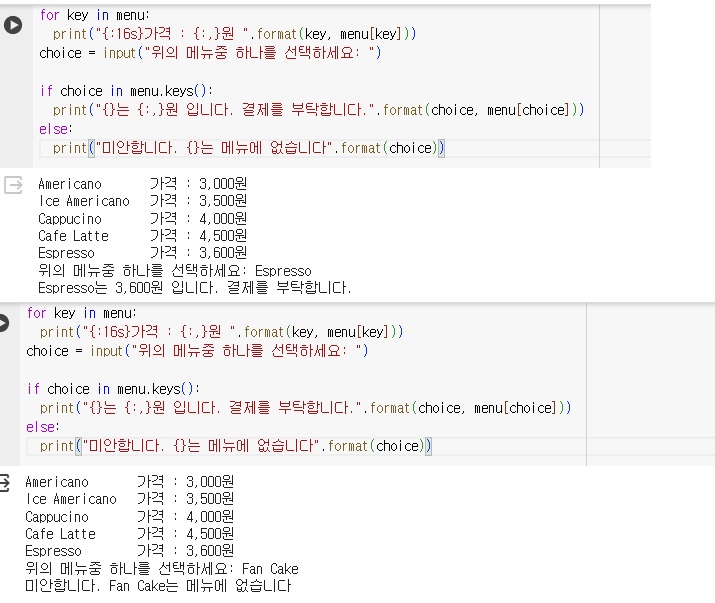 for key in menu:
  print("{:16s}가격 : {:,}원 ".format(key, menu[key]))
choice = input("위의 메뉴중 하나를 선택하세요: ")
if choice in menu.keys():
  print("{}는 {:,}원 입니다. 결제를 부탁합니다.".format(choice, menu[choice]))
else:
  print("미안합니다. {}는 메뉴에 없습니다".format(choice))
Americano       가격 : 3,000원
Ice Americano   가격 : 3,500원
Cappucino       가격 : 4,000원
Cafe Latte      가격 : 4,500원
Espresso        가격 : 3,600원
위의 메뉴중 하나를 선택하세요: Espresso
Espresso는 3,600원 입니다. 결제를 부탁합니다.
for key in menu:
  print("{:16s}가격 : {:,}원 ".format(key, menu[key]))
choice = input("위의 메뉴중 하나를 선택하세요: ")
if choice in menu.keys():
  print("{}는 {:,}원 입니다. 결제를 부탁합니다.".format(choice, menu[choice]))
else:
  print("미안합니다. {}는 메뉴에 없습니다".format(choice))
Americano       가격 : 3,000원
Ice Americano   가격 : 3,500원
Cappucino       가격 : 4,000원
Cafe Latte      가격 : 4,500원
Espresso        가격 : 3,600원
위의 메뉴중 하나를 선택하세요: Fan Cake
미안합니다. Fan Cake는 메뉴에 없습니다